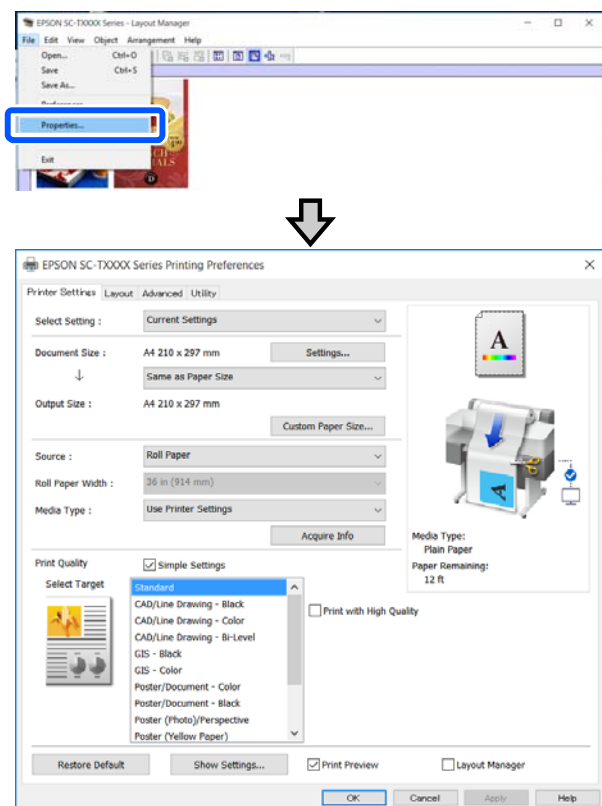 EPSON SC-TXXXX Series - Layout Manager
File Edit View Object Arrangement Help
Open... Ctrl+O
Save Ctrl+S
Save As...
Preferences...
Properties...
Exit
EPSON SC-TXXXX Series Printing Preferences
Printer Settings Layout Advanced Utility
Select Setting : Current Settings
Document Size : A4 210 x 297 mm Settings...
↓ Same as Paper Size
Output Size : A4 210 x 297 mm
Custom Paper Size...
Source : Roll Paper
Roll Paper Width : 36 in (914 mm)
Media Type : Use Printer Settings
Acquire Info
A
A
Media Type:
Plain Paper
Paper Remaining:
12 ft
Print Quality Simple Settings
Select Target
Standard
CAD/Line Drawing - Black
CAD/Line Drawing - Color
CAD/Line Drawing - Bi-Level
GIS - Black
GIS - Color
Poster/Document - Color
Poster/Document - Black
Poster (Photo)/Perspective
Poster (Yellow Paper)
Print with High Quality
Restore Default Show Settings... Print Preview Layout Manager
OK Cancel Apply Help